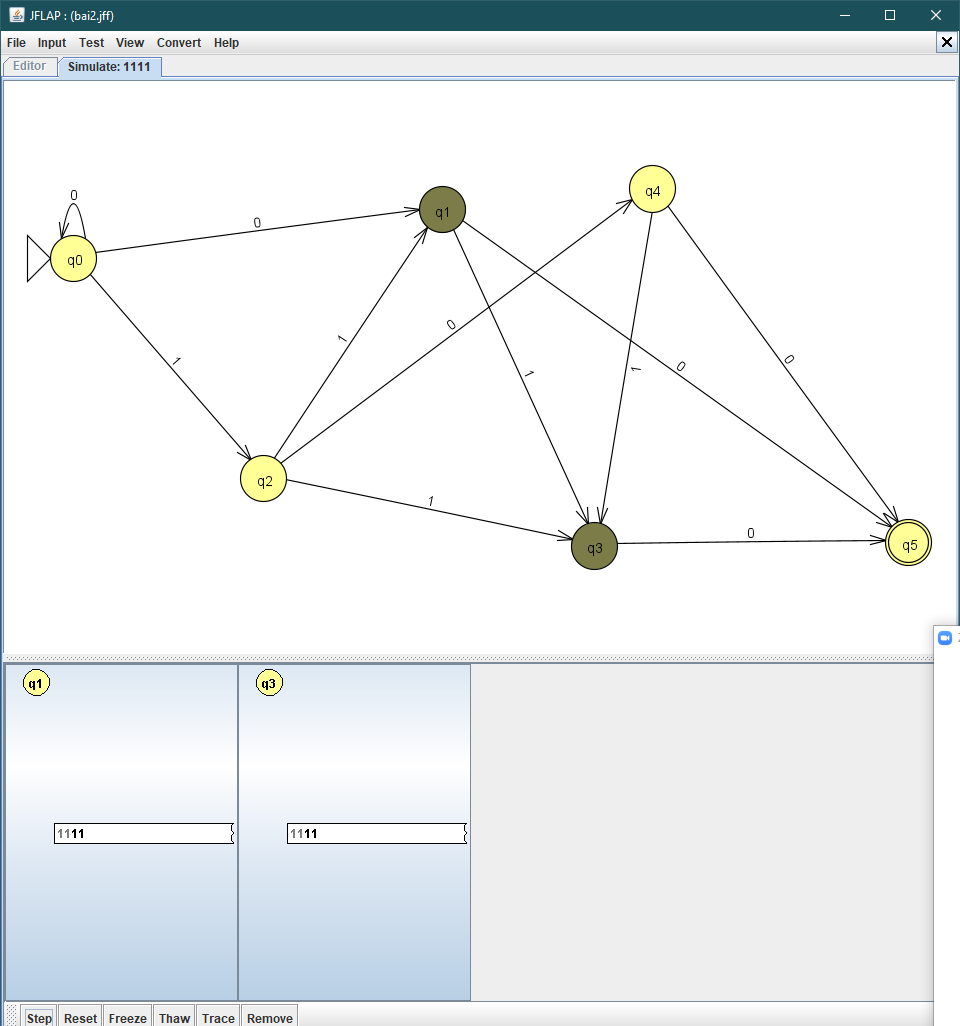 JFLAP : (bai2.jff)
File Input Test View Convert Help
Editor Simulate: 1111
0
q4
q1
0
q0
0
1
1
0
1
1
0
0
q2
1
q3
0
q5
q1 q3
1111 1111
Step Reset Freeze Thaw Trace Remove